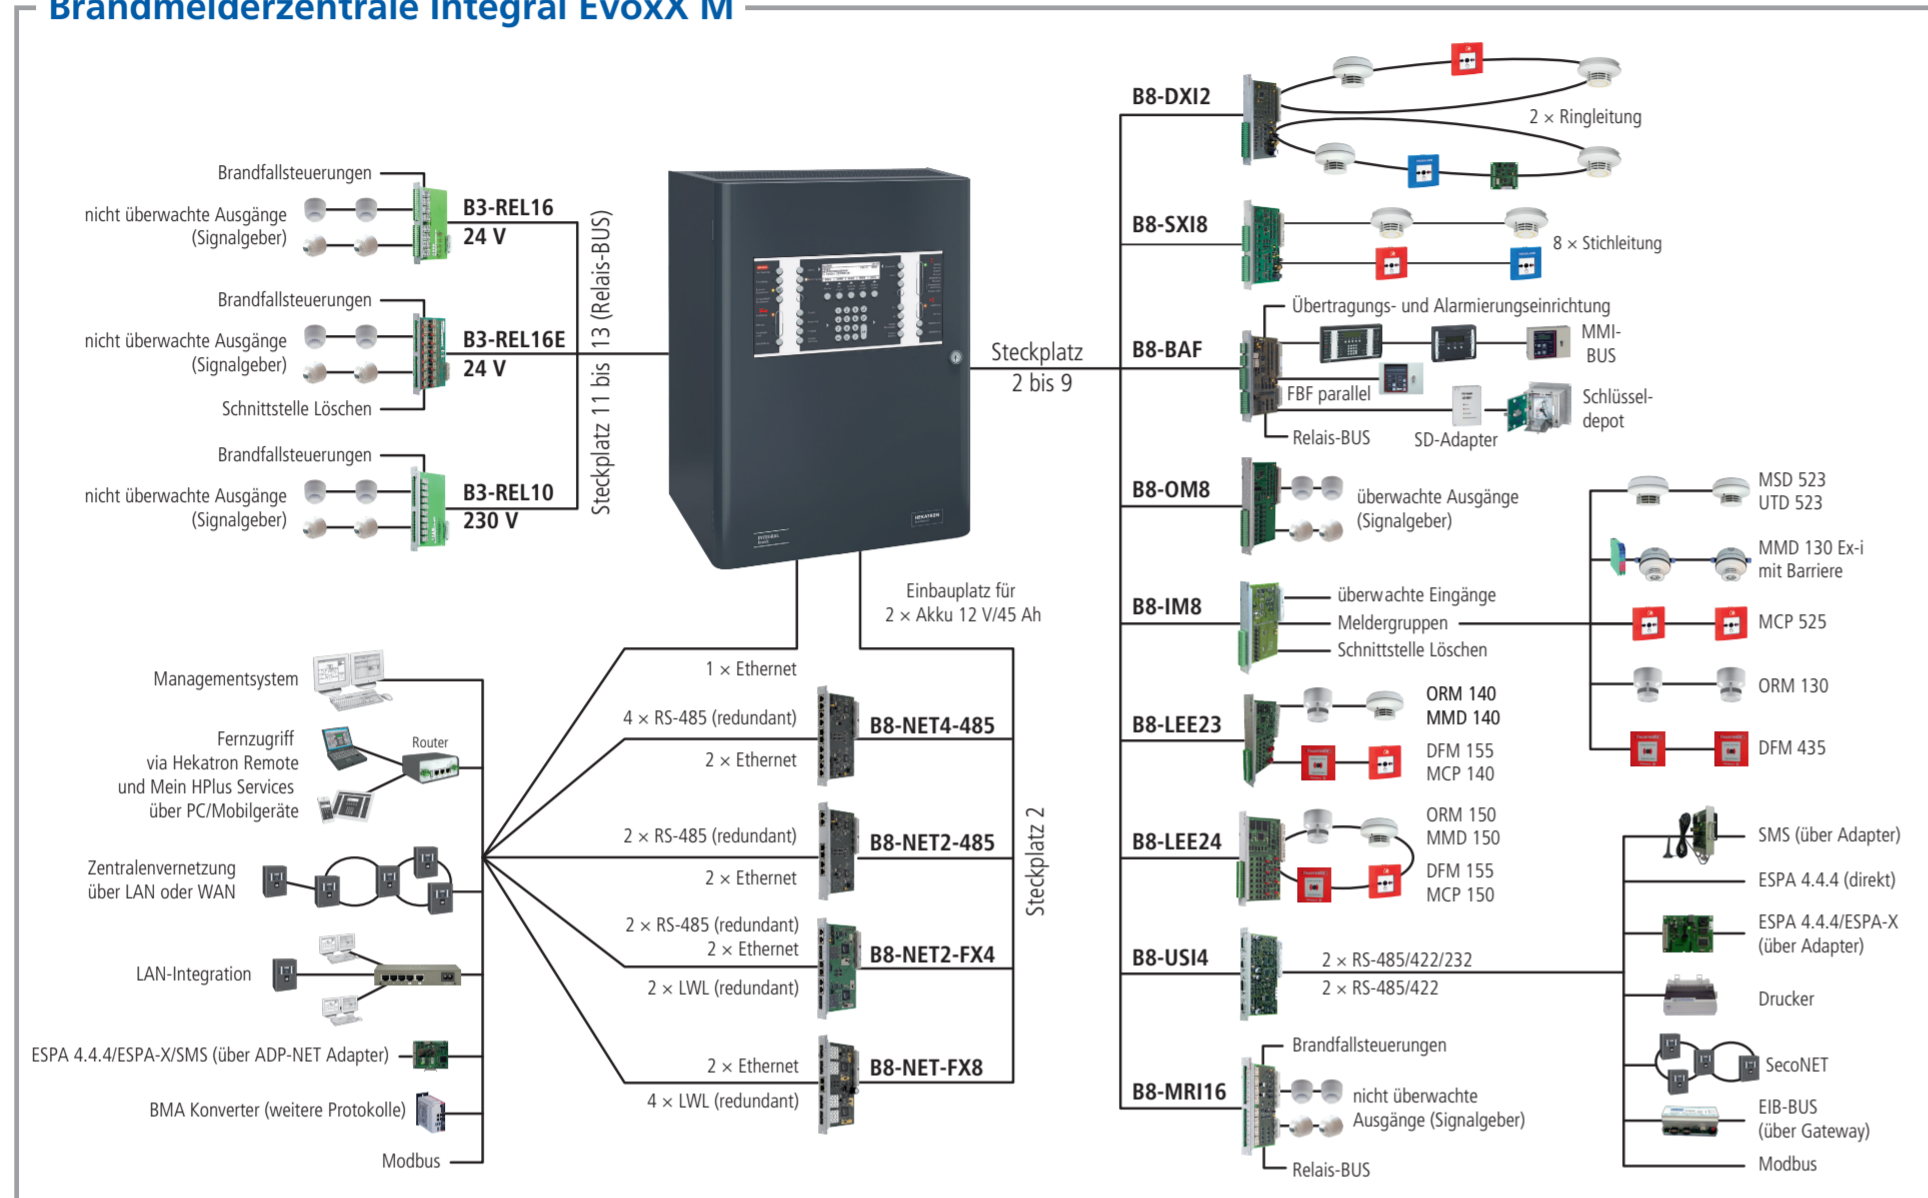 Brandmelderzentrale Integral EvoxX M
Brandfallsteuerungen
nicht überwachte Ausgänge
(Signalgeber)
B3-REL16
24 V
Brandfallsteuerungen
nicht überwachte Ausgänge
(Signalgeber)
Schnittstelle Löschen
B3-REL16E
24 V
Brandfallsteuerungen
nicht überwachte Ausgänge
(Signalgeber)
B3-REL10
230 V
Steckplatz 11 bis 13 (Relais-BUS)
INTEGRAL
HEKATRON
Steckplatz
2 bis 9
Einbauplatz für
2 × Akku 12 V/45 Ah
Managementsystem
Fernzugriff
via Hekatron Remote
und Mein HPlus Services
über PC/Mobilgeräte
Router
Zentralenvernetzung
über LAN oder WAN
LAN-Integration
ESPA 4.4.4/ESPA-X/SMS (über ADP-NET Adapter)
BMA Konverter (weitere Protokolle)
Modbus
1 × Ethernet
4 × RS-485 (redundant)
2 × Ethernet
B8-NET4-485
2 × RS-485 (redundant)
2 × Ethernet
B8-NET2-485
2 × RS-485 (redundant)
2 × Ethernet
2 × LWL (redundant)
B8-NET2-FX4
2 × Ethernet
4 × LWL (redundant)
B8-NET-FX8
Steckplatz 2
B8-DXI2
2 × Ringleitung
B8-SXI8
8 × Stichleitung
B8-BAF
Übertragungs- und Alarmierungseinrichtung
MMI-
BUS
FBF parallel
SD-Adapter
Schlüssel-
depot
Relais-BUS
B8-OM8
überwachte Ausgänge
(Signalgeber)
B8-IM8
überwachte Eingänge
Meldergruppen
Schnittstelle Löschen
MSD 523
UTD 523
MMD 130 Ex-i
mit Barriere
MCP 525
ORM 130
DFM 435
B8-LEE23
ORM 140
MMD 140
DFM 155
MCP 140
B8-LEE24
ORM 150
MMD 150
DFM 155
MCP 150
B8-USI4
2 × RS-485/422/232
2 × RS-485/422
SMS (über Adapter)
ESPA 4.4.4 (direkt)
ESPA 4.4.4/ESPA-X
(über Adapter)
Drucker
SecoNET
EIB-BUS
(über Gateway)
Modbus
B8-MRI16
Brandfallsteuerungen
nicht überwachte
Ausgänge (Signalgeber)
Relais-BUS